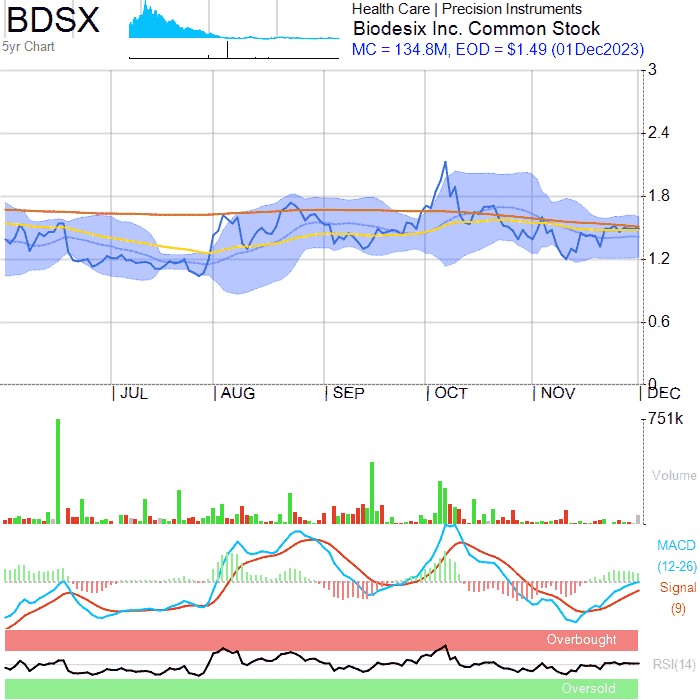 BDSX
5yr Chart
Health Care | Precision Instruments
Biodesix Inc. Common Stock
MC = 134.8M, EOD = $1.49 (01Dec2023)
3
2.4
1.8
1.2
0.6
0
JUL AUG SEP OCT NOV DEC
751k
Volume
MACD
(12-26)
Signal
(9)
Overbought
RSI(14)
Oversold